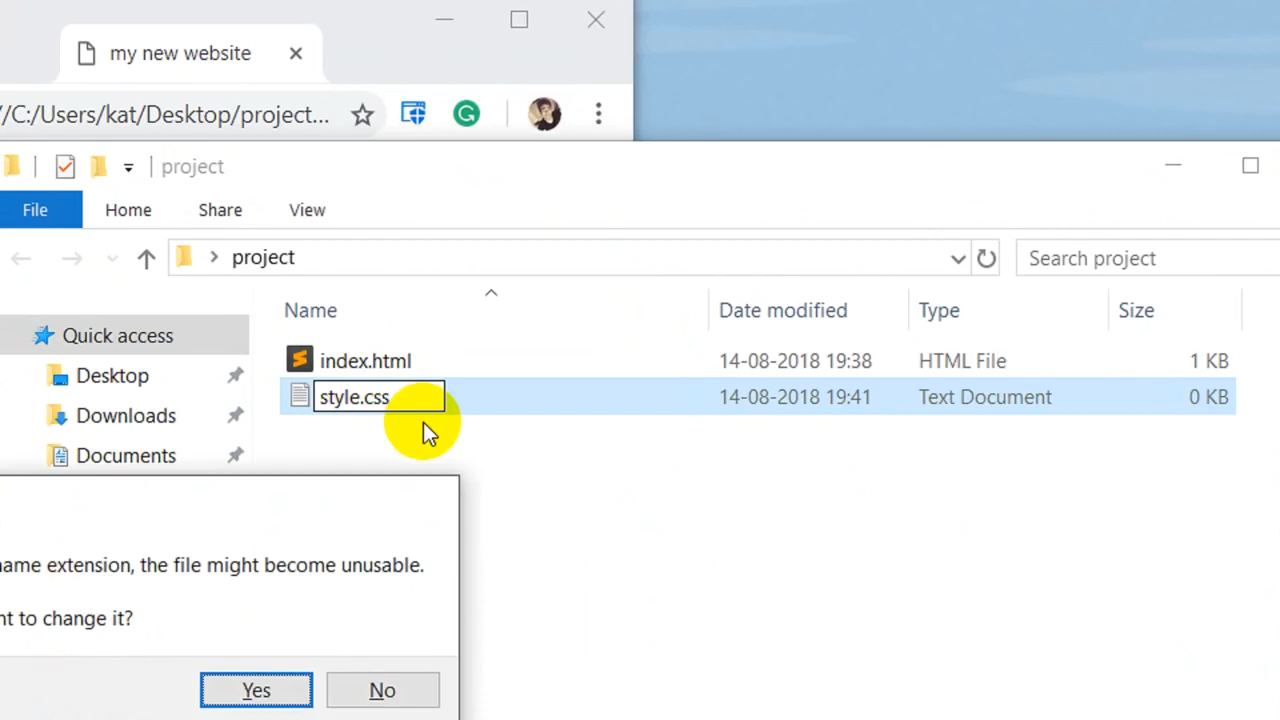 my new website
//C:/Users/kat/Desktop/project...
project
File Home Share View
project
Search project
Name Date modified Type Size
Quick access
index.html 14-08-2018 19:38 HTML File 1 KB
Desktop
style.css 14-08-2018 19:41 Text Document 0 KB
Downloads
Documents
name extension, the file might become unusable.
nt to change it?
Yes No